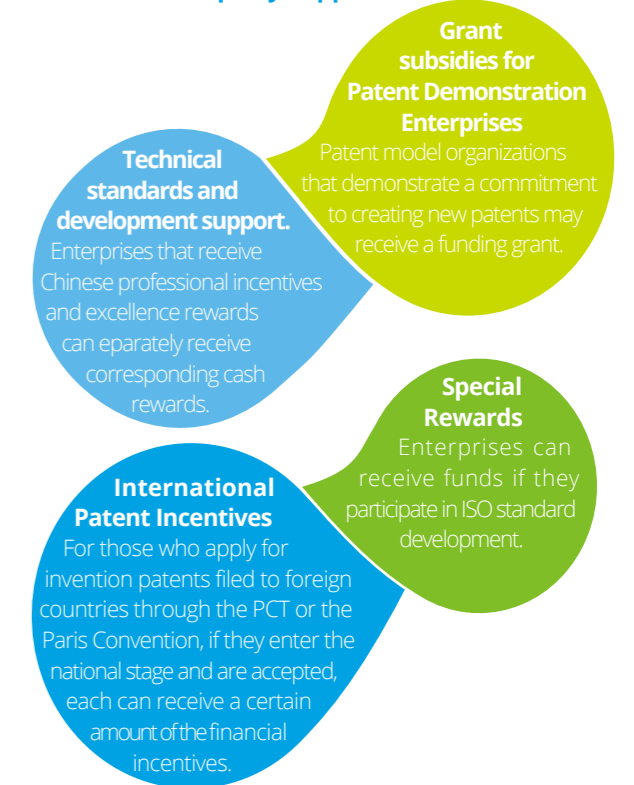 Grant
subsidies for
Patent Demonstration
Enterprises
Patent model organizations
that demonstrate a commitment
to creating new patents may
receive a funding grant.
Technical
standards and
development support.
Enterprises that receive
Chinese professional incentives
and excellence rewards
can eparately receive
corresponding cash
rewards.
Special
Rewards
Enterprises can
receive funds if they
participate in ISO standard
development.
International
Patent Incentives
For those who apply for
invention patents filed to foreign
countries through the PCT or the
Paris Convention, if they enter the
national stage and are accepted,
each can receive a certain
amount of the financial
incentives.